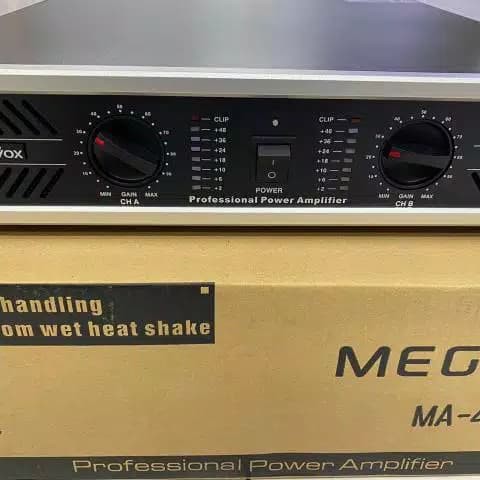 VOX
CLIP
+48
+36
+24
+18
+6
+2
POWER
CLIP
+48
+36
+24
+18
+6
+2
MIN GAIN MAX
CH A
MIN GAIN MAX
CH B
Professional Power Amplifier
handling
om wet heat shake
MEG
MA-4
Professional Power Amplifier